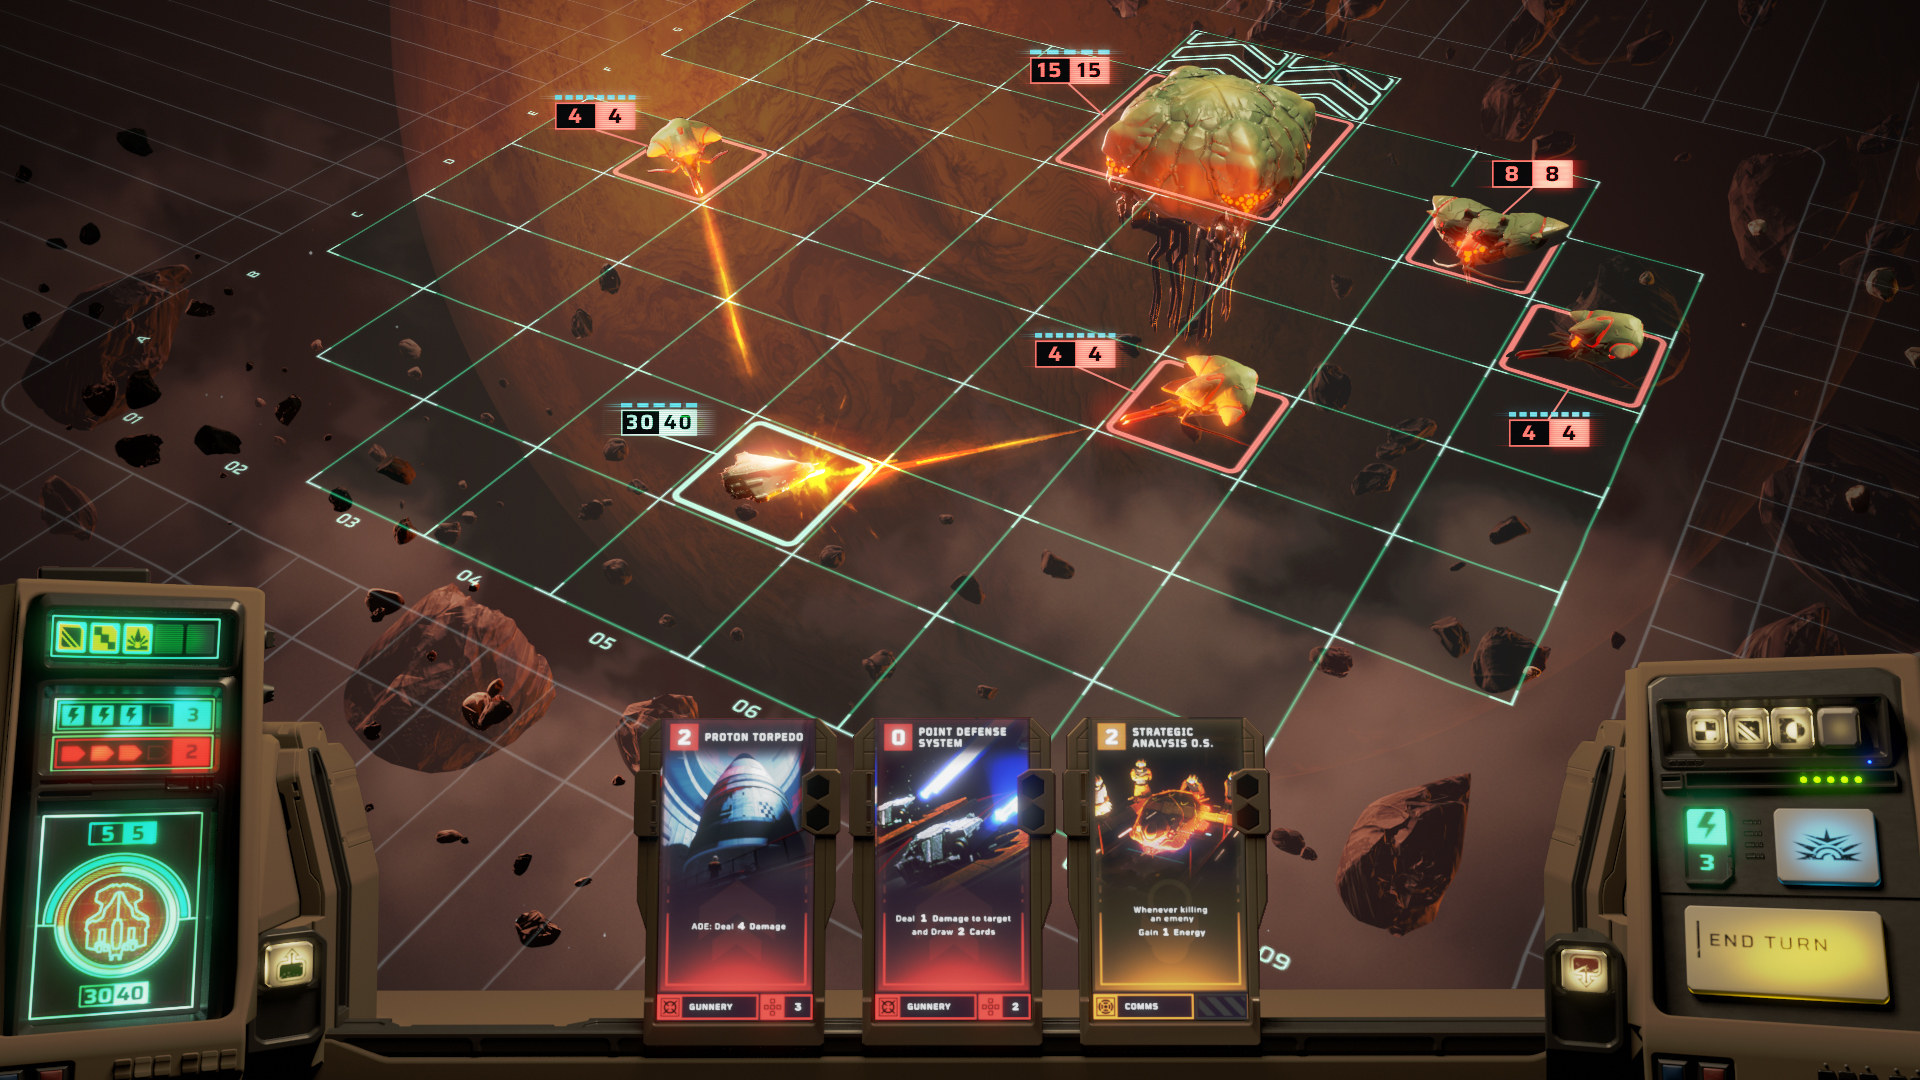 G
F
E
D
C
B
A
01
02
03
04
05
06
09
15 15
4 4
8 8
4 4
4 4
30 40
3
2
5 5
30 40
2 PROTON TORPEDO
AOE: Deal 4 Damage
GUNNERY 3
0 POINT DEFENSE
SYSTEM
Deal 1 Damage to target
and Draw 2 Cards
GUNNERY 2
2 STRATEGIC
ANALYSIS O.S.
Whenever killing
an emeny
Gain 1 Energy
COMMS
3
END TURN